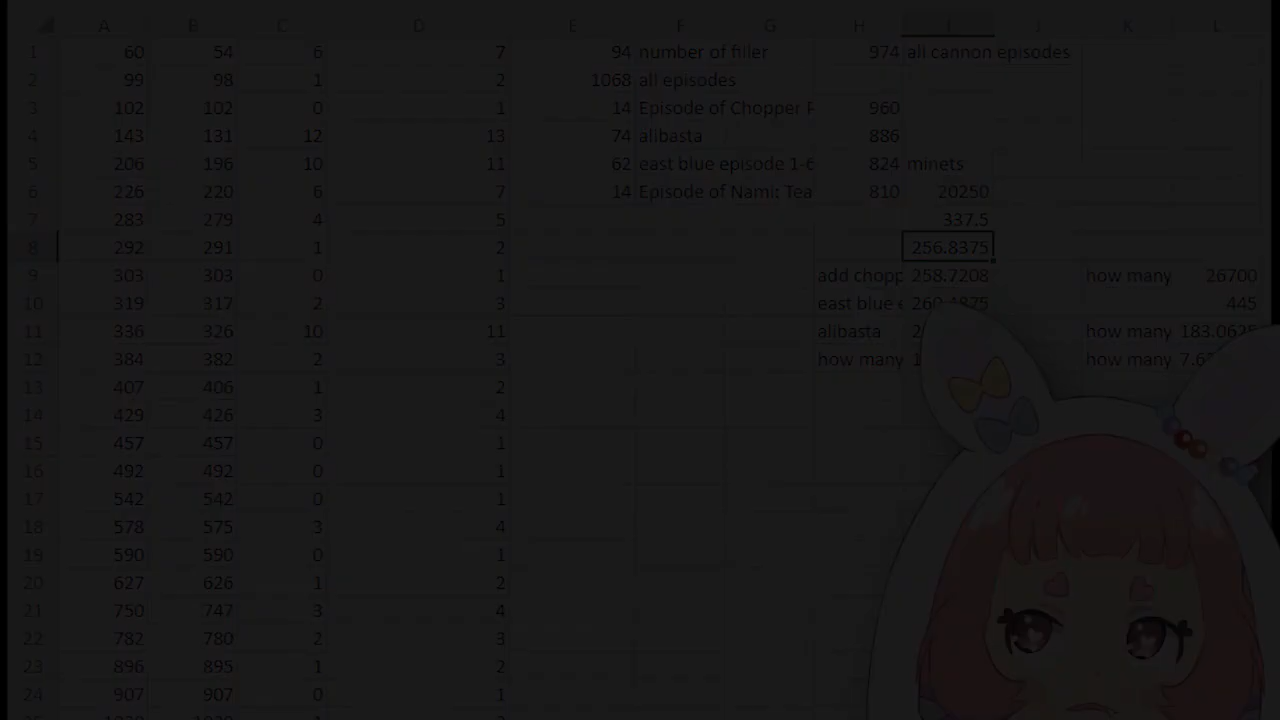 A B C D E F G H I J K L
1 60 54 6 7 94 number of filler 974 all cannon episodes
2 99 98 1 2 1068 all episodes
3 102 102 0 1 14 Episode of Chopper 960
4 143 131 12 13 74 alibasta 886
5 206 196 10 11 62 east blue episode 1-6 824 minets
6 226 220 6 7 14 Episode of Nami: Tea 810 20250
7 283 279 4 5 337.5
8 292 291 1 2 256.8375
9 303 303 0 1 add chopp 258.7208 how many 26700
10 319 317 2 3 east blue e 260.4875 445
11 336 326 10 11 alibasta 2 how many 183.0625
12 384 382 2 3 how many 1 how many 7.6
13 407 406 1 2
14 429 426 3 4
15 457 457 0 1
16 492 492 0 1
17 542 542 0 1
18 578 575 3 4
19 590 590 0 1
20 627 626 1 2
21 750 747 3 4
22 782 780 2 3
23 896 895 1 2
24 907 907 0 1